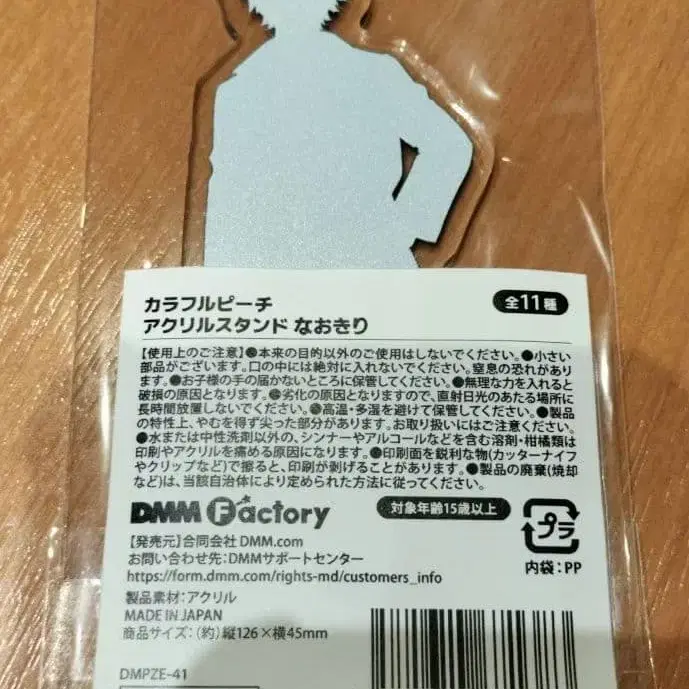 カラフルピーチ
全11種
アクリルスタンド なおきり
【使用上のご注意】●本来の目的以外のご使用はしないでください。●小さい
部品がございます。口の中には絶対に入れないでください。窒息の恐れがありま
す。●お子様の手の届かないところに保管してください。●無理な力を入れると
破損の原因となります。●劣化の原因となりますので、直射日光のあたる場所に
長時間放置しないでください。●高温・多湿を避けて保管してください。●製品
の特性上、やむを得ず尖った部分があります。お取り扱いにはご注意ください。
●水または中性洗剤以外の、シンナーやアルコールなどを含む溶剤・柑橘類は
印刷やアクリルを痛める原因になります。●印刷面を鋭利な物(カッターナイフ
やクリップなど)で擦ると、印刷が剥げることがあります。●製品の廃棄(焼却
など)は、当該自治体により定められた方法に従ってください。
DMM Factory
対象年齢15歳以上
プラ
【発売元】合同会社DMM.com
お問い合わせ先:DMMサポートセンター
内袋:PP
https://form.dmm.com/rights-md/customers_info
製品素材:アクリル
MADE IN JAPAN
商品サイズ:(約)縦126×横45mm
DMPZE-41